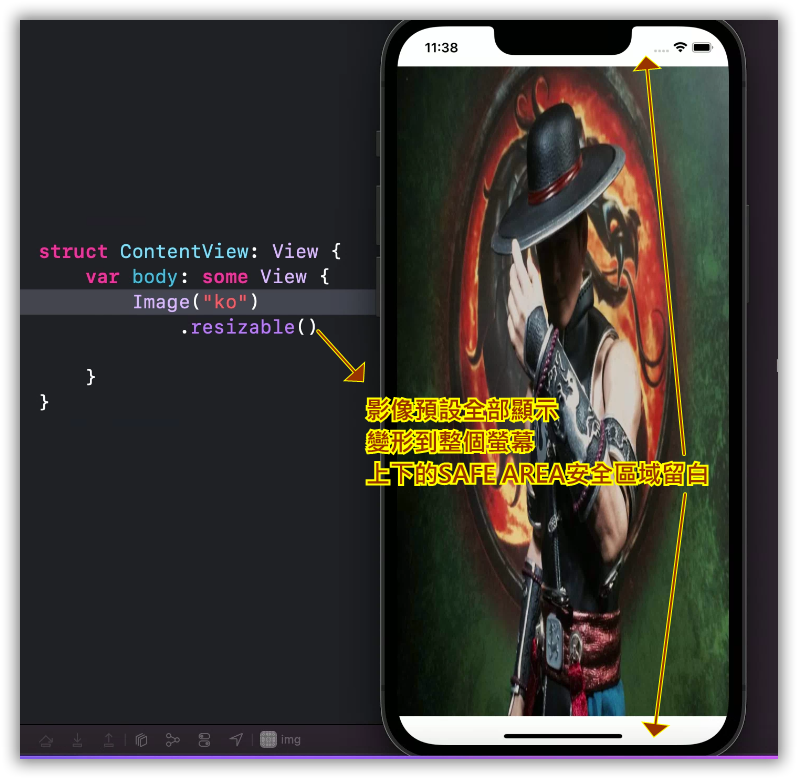 11:38
struct ContentView: View {
var body: some View {
Image("ko")
.resizable()
}
}
影像預設全部顯示
變形到整個螢幕
上下的SAFE AREA安全區域留白
img